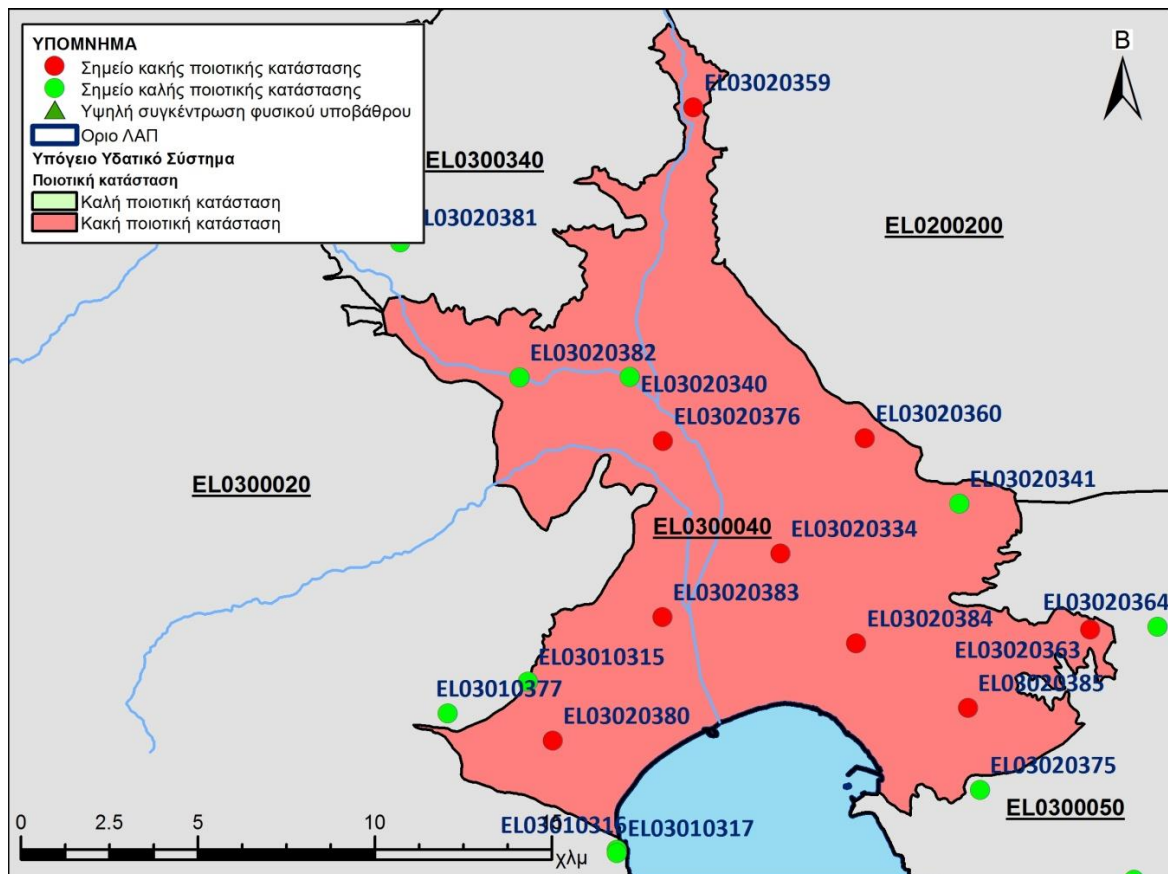 ΥΠΟΜΝΗΜΑ
Σημείο κακής ποιοτικής κατάστασης
Σημείο καλής ποιοτικής κατάστασης
Υψηλή συγκέντρωση φυσικού υποβάθρου
Οριο ΛΑΠ
Υπόγειο Υδατικό Σύστημα
Ποιοτική κατάσταση
Καλή ποιοτική κατάσταση
Κακή ποιοτική κατάσταση
Β
EL03020359
EL0300340
EL03020381
EL0200200
EL03020382
EL03020340
EL03020376
EL03020360
EL0300020
EL03020341
EL0300040
EL03020334
EL03020383
EL03020364
EL03020384
EL03020363
EL03010315
EL03010377
EL03020385
EL03020380
EL03020375
EL0300050
0 2.5 5 10
EL03010316
EL03010317
χλμ